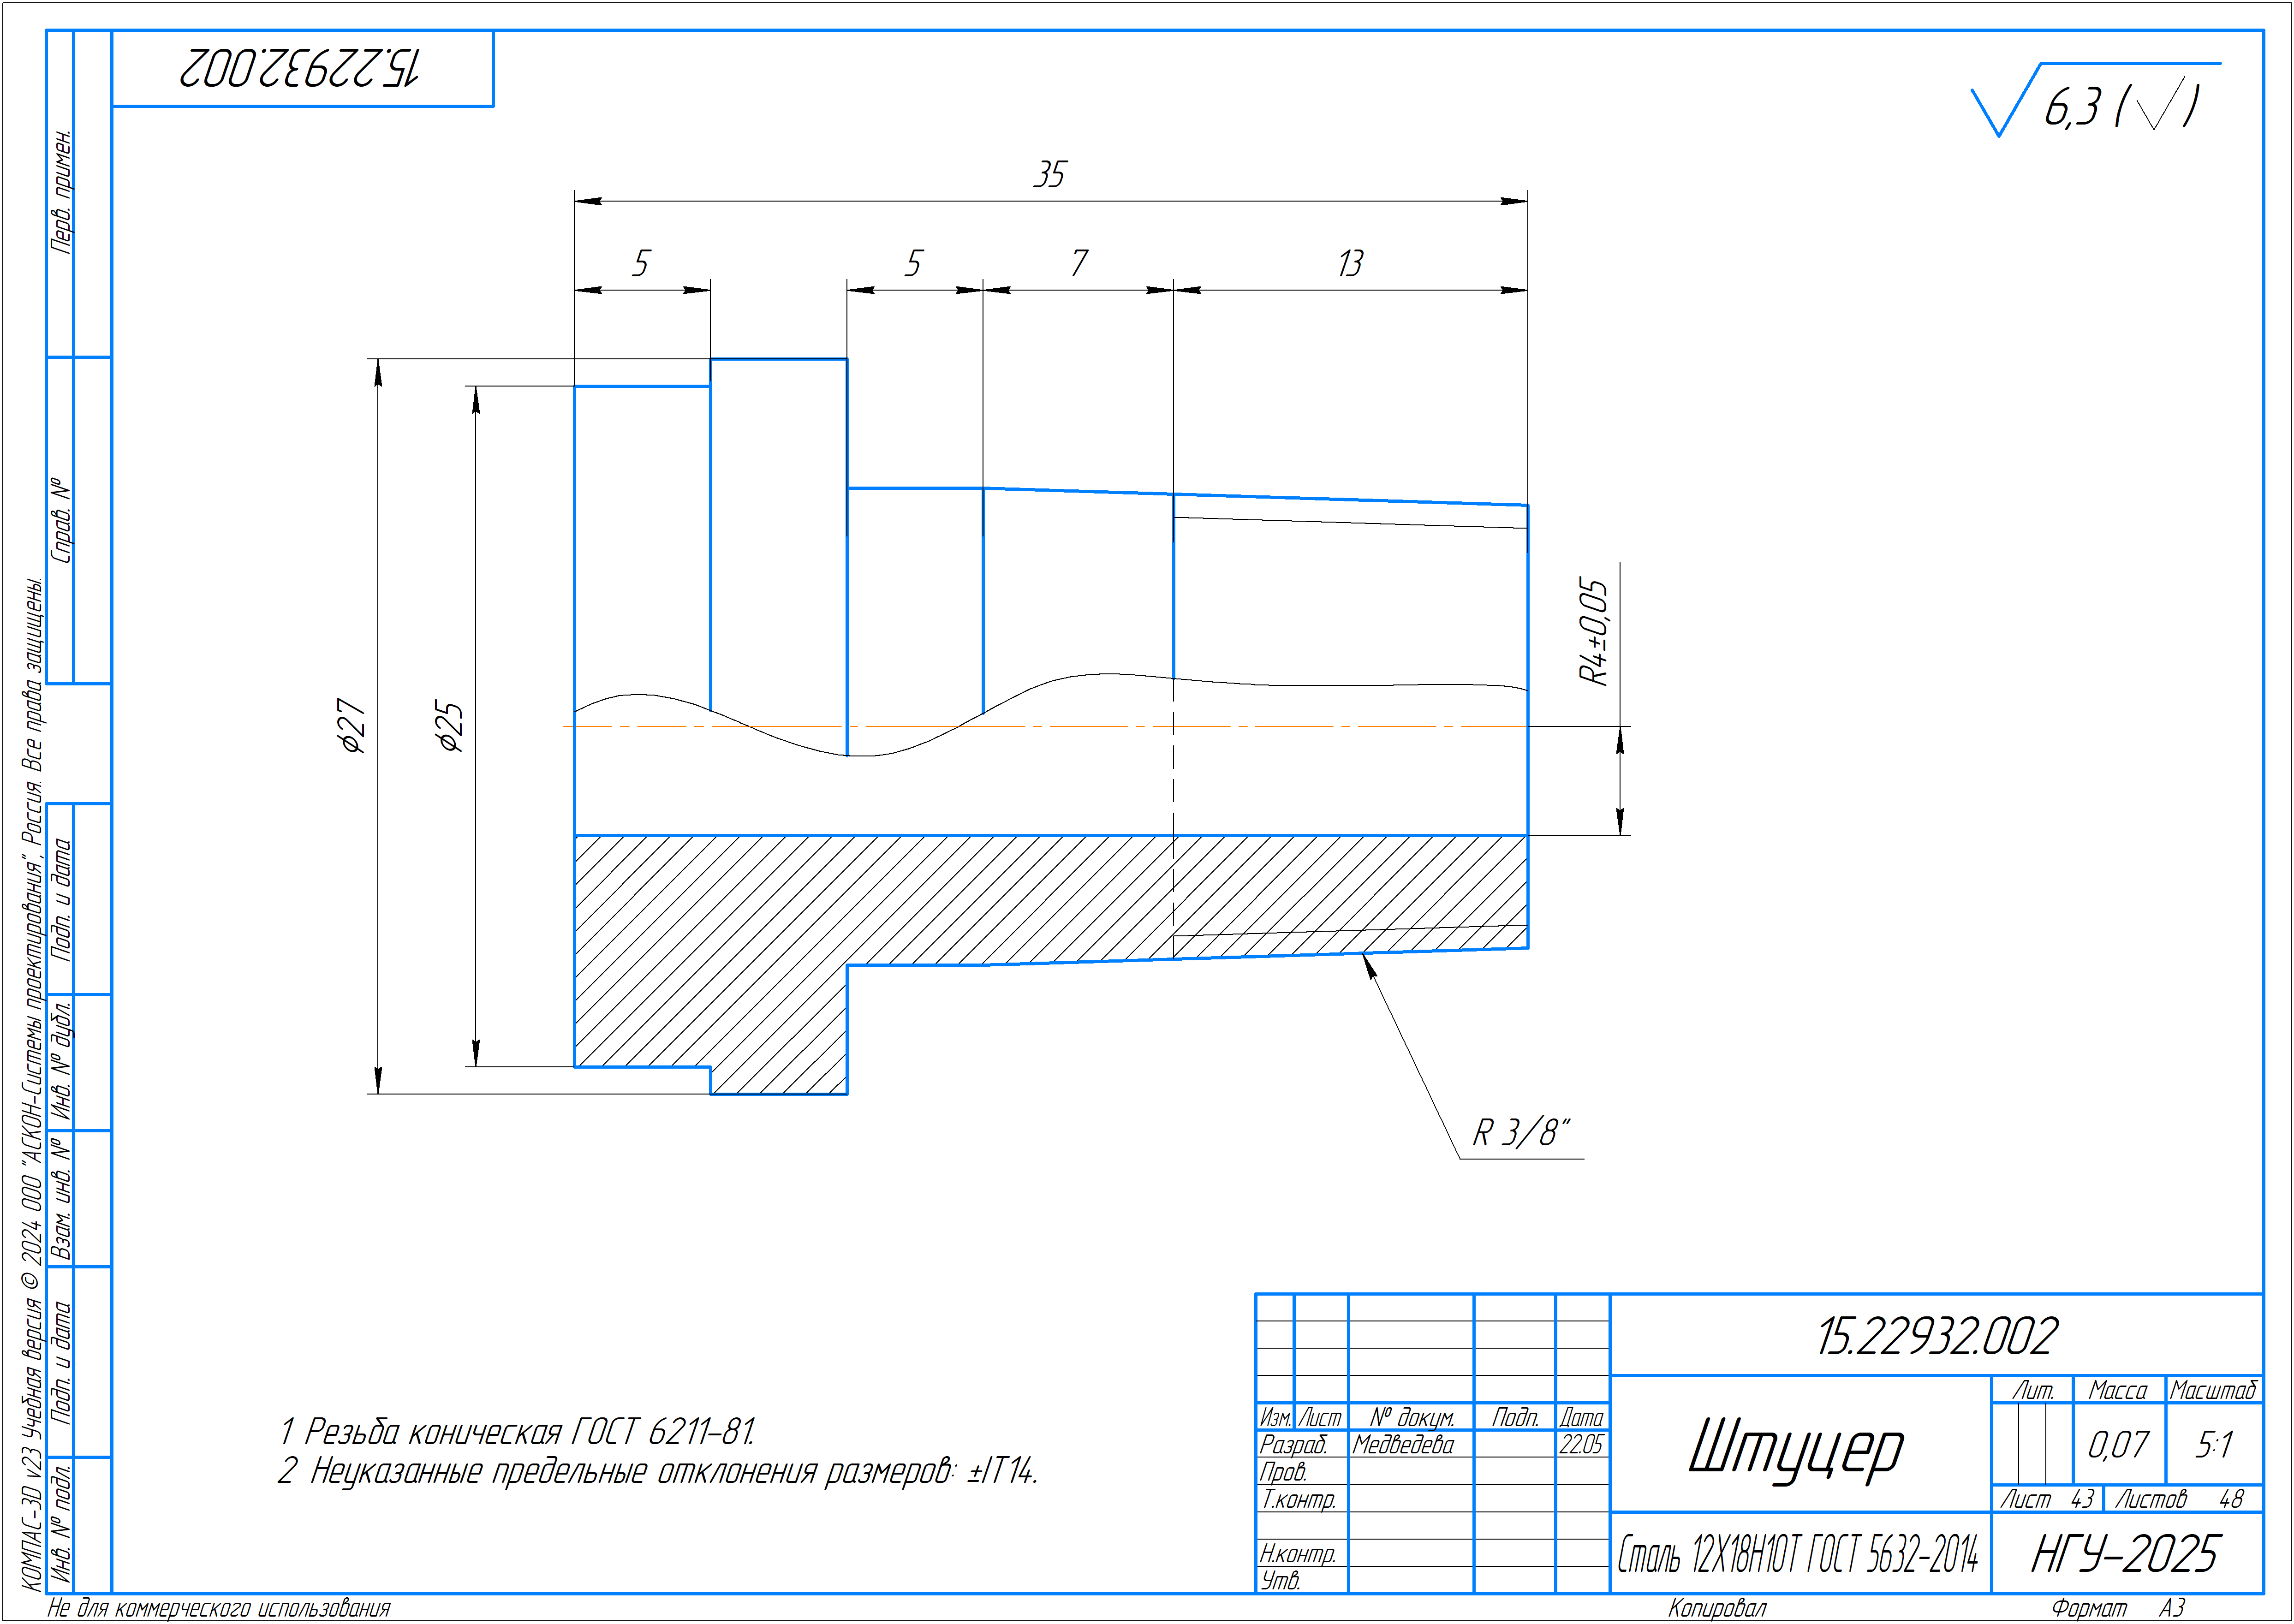 15.22932.002
6,3 (√)
35
5
5
7
13
⌀27
⌀25
R4±0,05
R 3/8"
1 Резьба коническая ГОСТ 6211-81.
2 Неуказанные предельные отклонения размеров: ±IT14.
Перв. примен.
Справ. №
Подп. и дата
Инв. № дубл.
Взам. инв. №
Подп. и дата
Инв. № подл.
КОМПАС-3D v23 Учебная версия © 2024 ООО "АСКОН-Системы проектирования", Россия. Все права защищены.
15.22932.002
Лит. Масса Масштаб
Изм. Лист № докум. Подп. Дата
Разраб. Медведева 22.05
Пров.
Т.контр.
Н.контр.
Утв.
Штуцер
0,07 5:1
Лист 43 Листов 48
Сталь 12Х18Н10Т ГОСТ 5632-2014
НГУ-2025
Не для коммерческого использования
Копировал
Формат А3